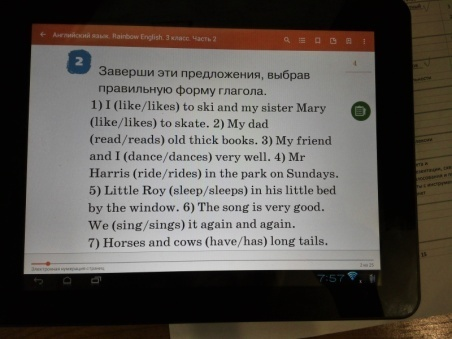 Английский язык. Rainbow English. 3 класс. Часть 2
2
4
Заверши эти предложения, выбрав
правильную форму глагола.
1) I (like/likes) to ski and my sister Mary
(like/likes) to skate. 2) My dad
(read/reads) old thick books. 3) My friend
and I (dance/dances) very well. 4) Mr
Harris (ride/rides) in the park on Sundays.
5) Little Roy (sleep/sleeps) in his little bed
by the window. 6) The song is very good.
We (sing/sings) it again and again.
7) Horses and cows (have/has) long tails.
7:57